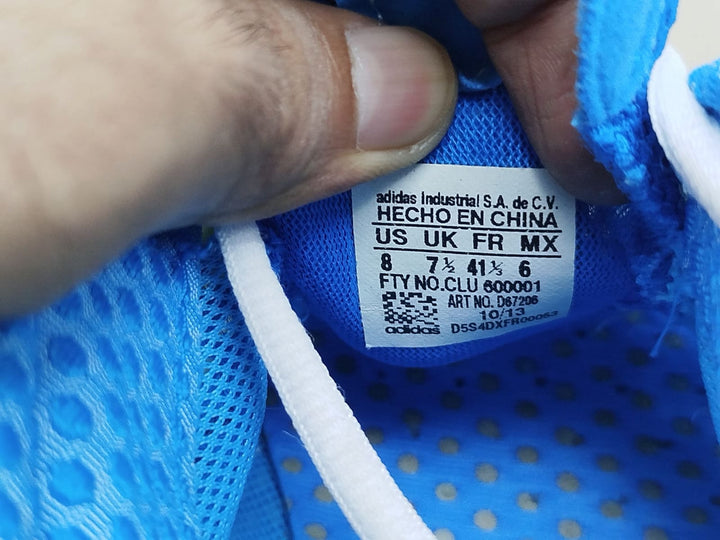 adidas Industrial S.A. de C.V.
HECHO EN CHINA
US UK FR MX
8 7½ 41⅓ 6
FTY NO.CLU 600001
ART NO. D67206
10/13
adidas D5S4DXFR00053